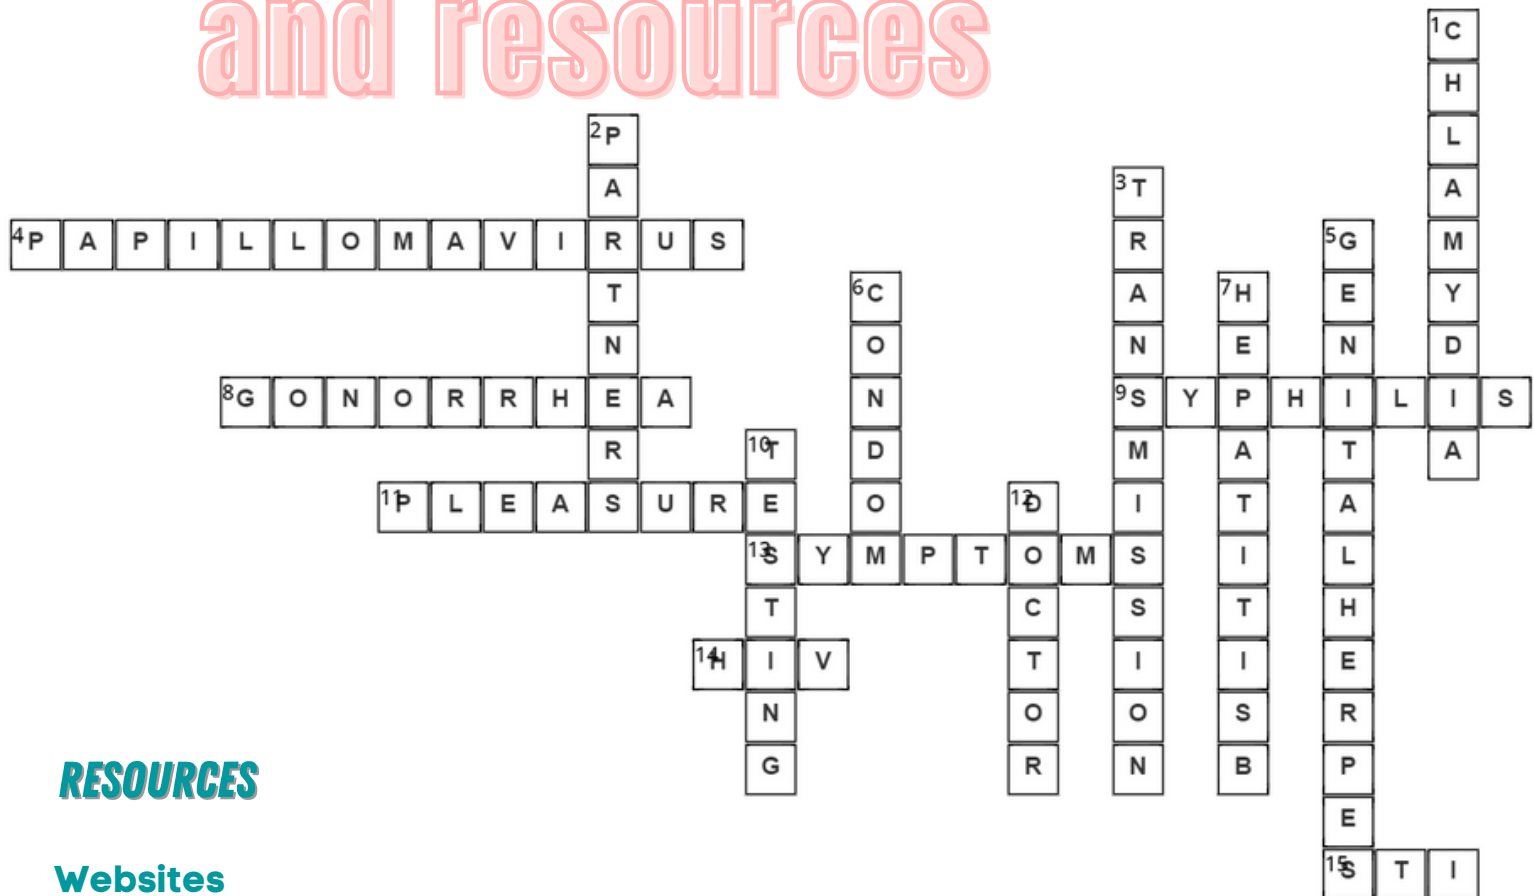 and resources
1 CHLAMYDIA
2 PARTNERS
3 TRANSMISSION
4 PAPILLOMAVIRUS
5 GENITALHERPES
6 CONDOM
7 HEPATITISB
8 GONORRHEA
9 SYPHILIS
10 TESTING
11 PLEASURE
12 DOCTOR
13 SYMPTOMS
14 HIV
15 STI
RESOURCES
Websites